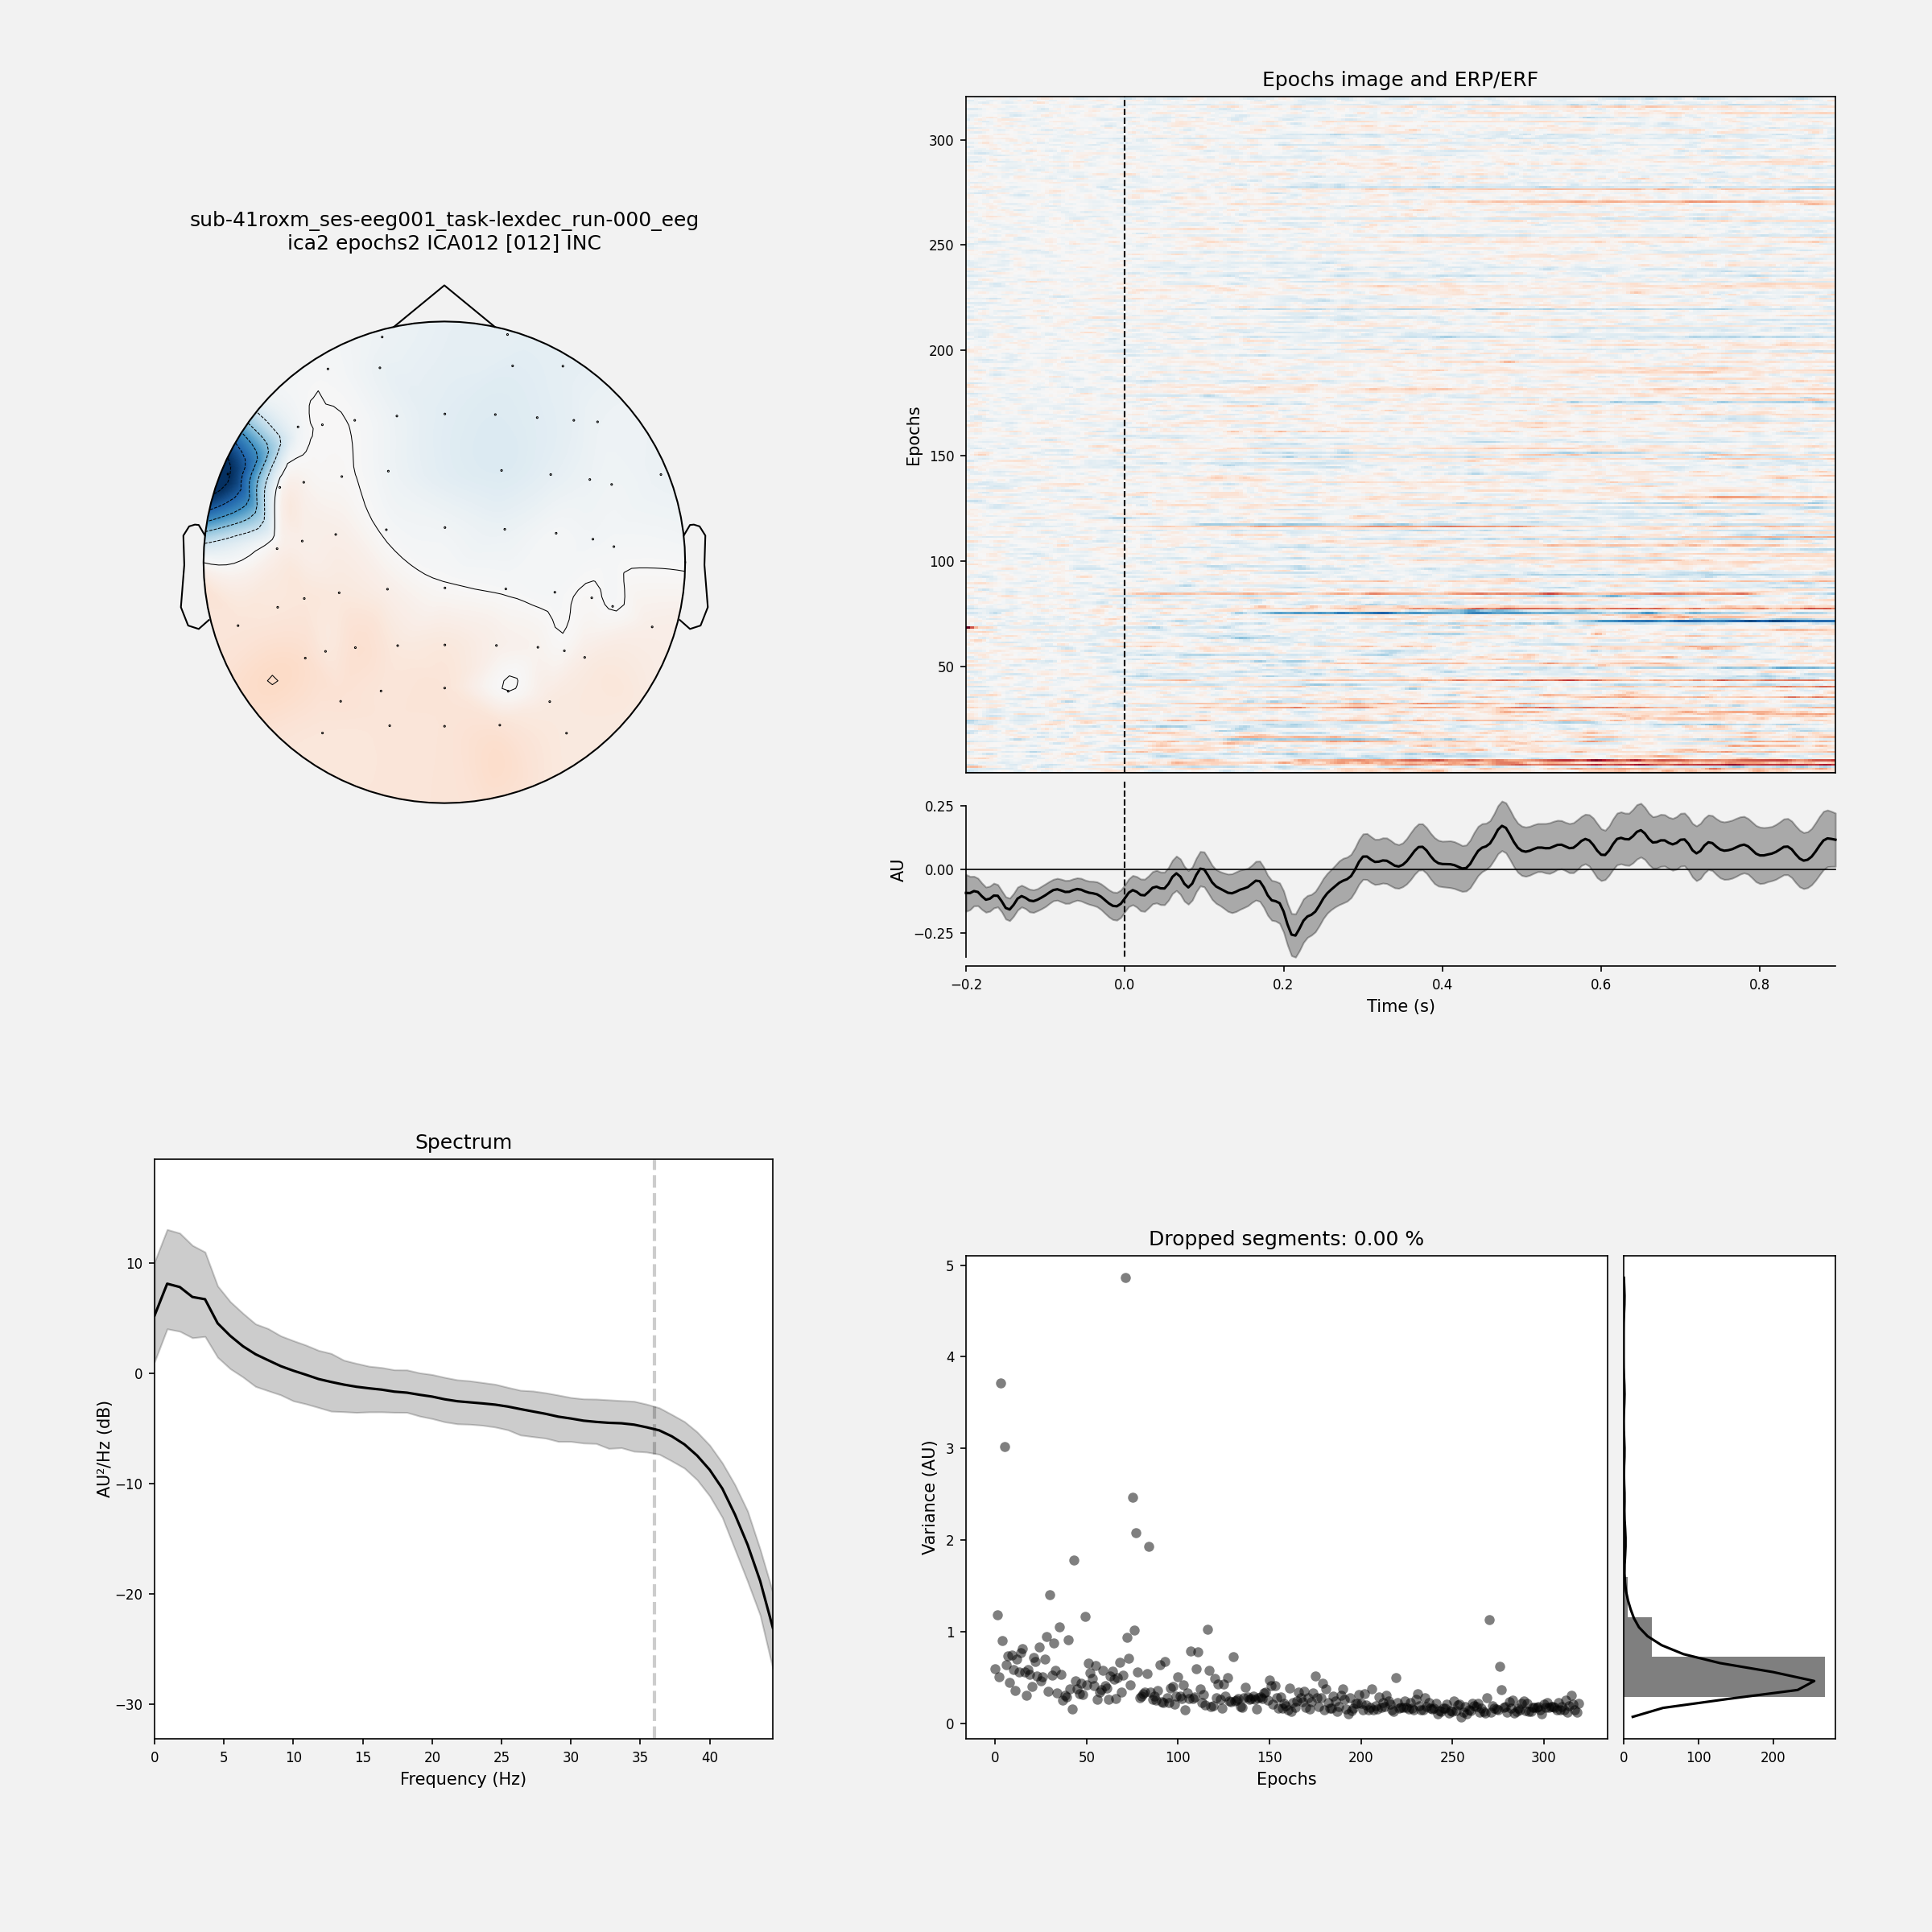 sub-41roxm_ses-eeg001_task-lexdec_run-000_eeg
ica2 epochs2 ICA012 [012] INC
Epochs image and ERP/ERF
300
250
200
150
100
50
Epochs
0.25
0.00
−0.25
AU
−0.2 0.0 0.2 0.4 0.6 0.8
Time (s)
Spectrum
10
0
−10
−20
−30
AU²/Hz (dB)
0 5 10 15 20 25 30 35 40
Frequency (Hz)
Dropped segments: 0.00 %
5
4
3
2
1
0
Variance (AU)
0 50 100 150 200 250 300
Epochs
0 100 200